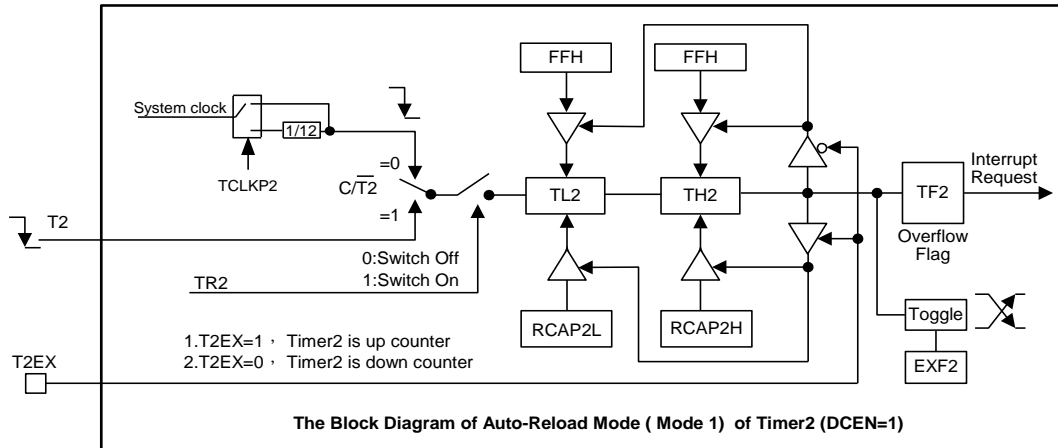 FFH
FFH
System clock
1/12
TCLKP2
=0
C/T2
=1
T2
TR2
0:Switch Off
1:Switch On
TL2
TH2
TF2
Overflow
Flag
Interrupt
Request
RCAP2L
RCAP2H
Toggle
EXF2
T2EX
1.T2EX=1， Timer2 is up counter
2.T2EX=0， Timer2 is down counter
The Block Diagram of Auto-Reload Mode ( Mode 1) of Timer2 (DCEN=1)